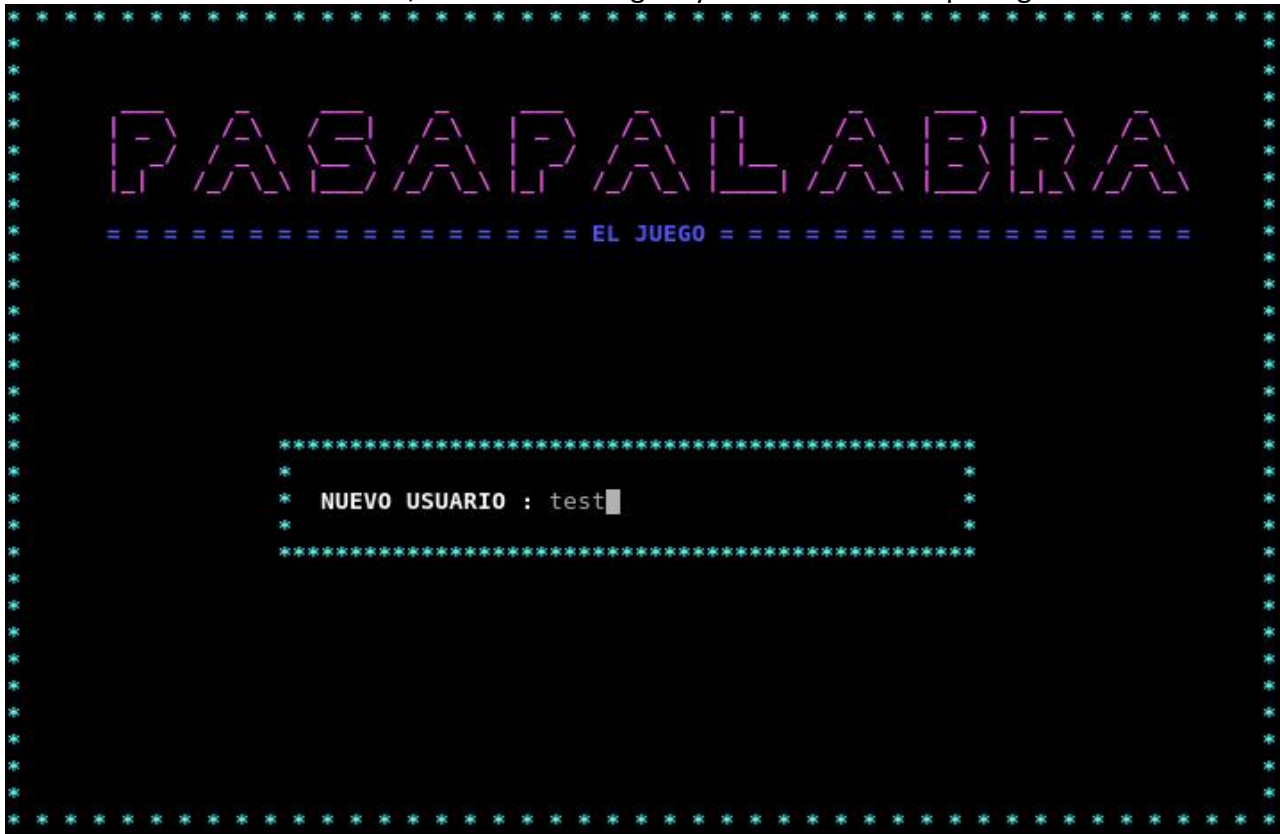 PASAPALABRA
= = = = = = = = = = = = = = = = = EL JUEGO = = = = = = = = = = = = = = = = =
NUEVO USUARIO : test